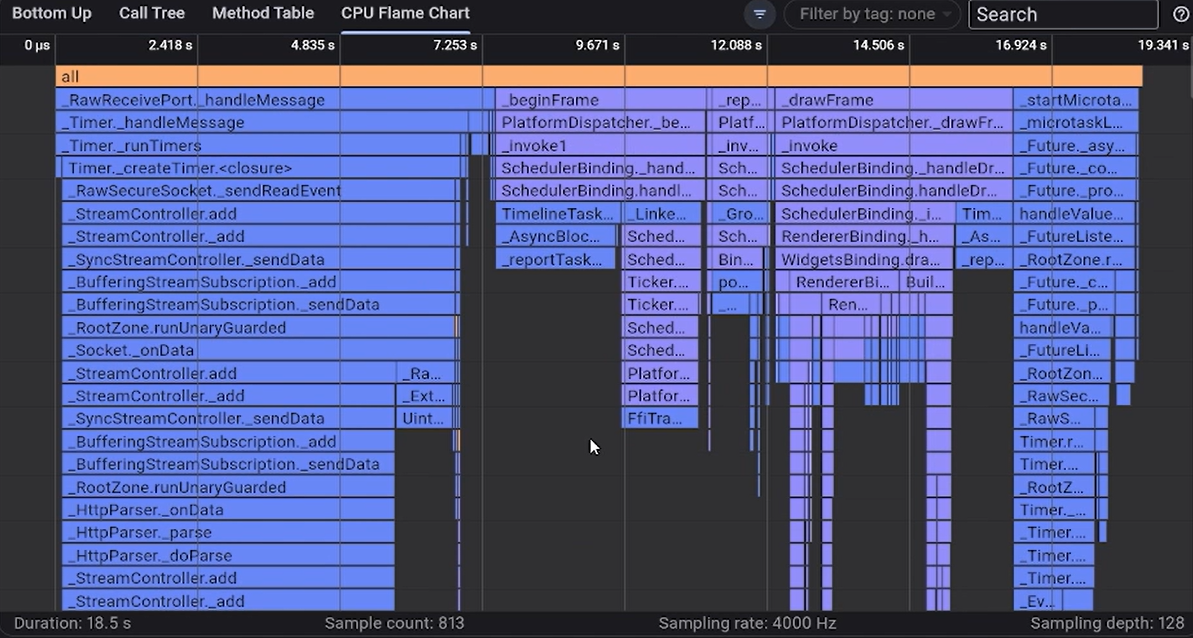 Bottom Up Call Tree Method Table CPU Flame Chart Filter by tag: none Search
0 µs 2.418 s 4.835 s 7.253 s 9.671 s 12.088 s 14.506 s 16.924 s 19.341 s
all
_RawReceivePort._handleMessage _beginFrame _rep... _drawFrame _startMicrota...
_Timer._handleMessage PlatformDispatcher._be... Platf... PlatformDispatcher._drawFr... _microtaskL...
_Timer._runTimers _invoke1 _inv... _invoke _Future._asy...
Timer._createTimer.<closure> SchedulerBinding._hand... Sch... SchedulerBinding._handleDr... _Future._co...
_RawSecureSocket._sendReadEvent SchedulerBinding.handl... Sch... SchedulerBinding.handleDr... _Future._pro...
_StreamController.add TimelineTask... _Linke... _Gro... SchedulerBinding._i... Tim... handleValue...
_StreamController._add _AsyncBloc... Sched... Sch... RendererBinding._h... _As... _FutureListe...
_SyncStreamController._sendData _reportTask... Sched... Bin... WidgetsBinding.dra... _rep... _RootZone.r...
_BufferingStreamSubscription._add Ticker.... po... RendererBi... Buil... _Future._c...
_BufferingStreamSubscription._sendData Ticker.... _... Ren... _Future._p...
_RootZone.runUnaryGuarded Sched... handleVa...
_Socket._onData Sched... _FutureLi...
_StreamController.add _Ra... Platfor... _RootZon...
_StreamController._add _Ext... Platfor... _RawSec...
_SyncStreamController._sendData Uint... FfiTra... _RawS...
_BufferingStreamSubscription._add Timer.r...
_BufferingStreamSubscription._sendData Timer....
_RootZone.runUnaryGuarded _RootZ...
_HttpParser._onData Timer._...
_HttpParser._parse _Timer....
_HttpParser._doParse _Timer....
_StreamController.add _Timer....
_StreamController._add _Ev...
Duration: 18.5 s Sample count: 813 Sampling rate: 4000 Hz Sampling depth: 128